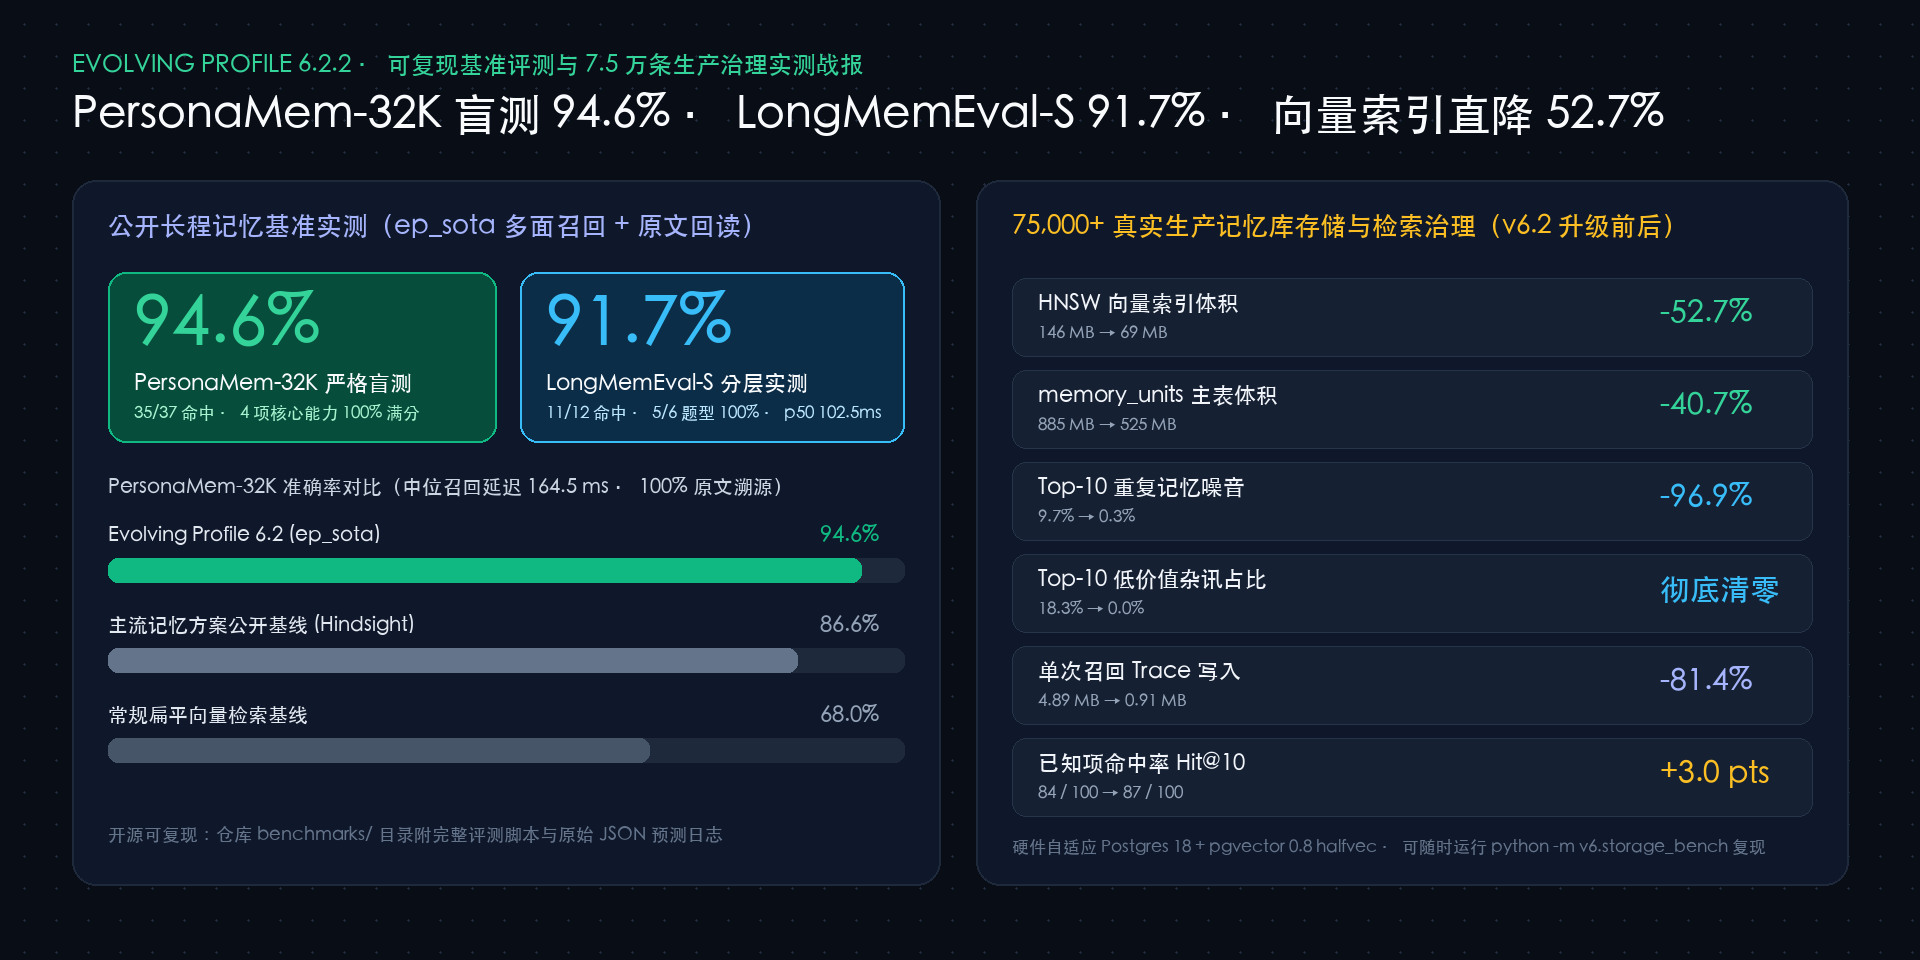 EVOLVING PROFILE 6.2.2 · 可复现基准评测与 7.5 万条生产治理实测战报
PersonaMem-32K 盲测 94.6% · LongMemEval-S 91.7% · 向量索引直降 52.7%
公开长程记忆基准实测（ep_sota 多面召回 + 原文回读）
94.6%
PersonaMem-32K 严格盲测
35/37 命中 · 4 项核心能力 100% 满分
91.7%
LongMemEval-S 分层实测
11/12 命中 · 5/6 题型 100% · p50 102.5ms
PersonaMem-32K 准确率对比（中位召回延迟 164.5 ms · 100% 原文溯源）
Evolving Profile 6.2 (ep_sota) 94.6%
主流记忆方案公开基线 (Hindsight) 86.6%
常规扁平向量检索基线 68.0%
开源可复现：仓库 benchmarks/ 目录附完整评测脚本与原始 JSON 预测日志
75,000+ 真实生产记忆库存储与检索治理（v6.2 升级前后）
HNSW 向量索引体积
146 MB → 69 MB
-52.7%
memory_units 主表体积
885 MB → 525 MB
-40.7%
Top-10 重复记忆噪音
9.7% → 0.3%
-96.9%
Top-10 低价值杂讯占比
18.3% → 0.0%
彻底清零
单次召回 Trace 写入
4.89 MB → 0.91 MB
-81.4%
已知项命中率 Hit@10
84 / 100 → 87 / 100
+3.0 pts
硬件自适应 Postgres 18 + pgvector 0.8 halfvec · 可随时运行 python -m v6.storage_bench 复现